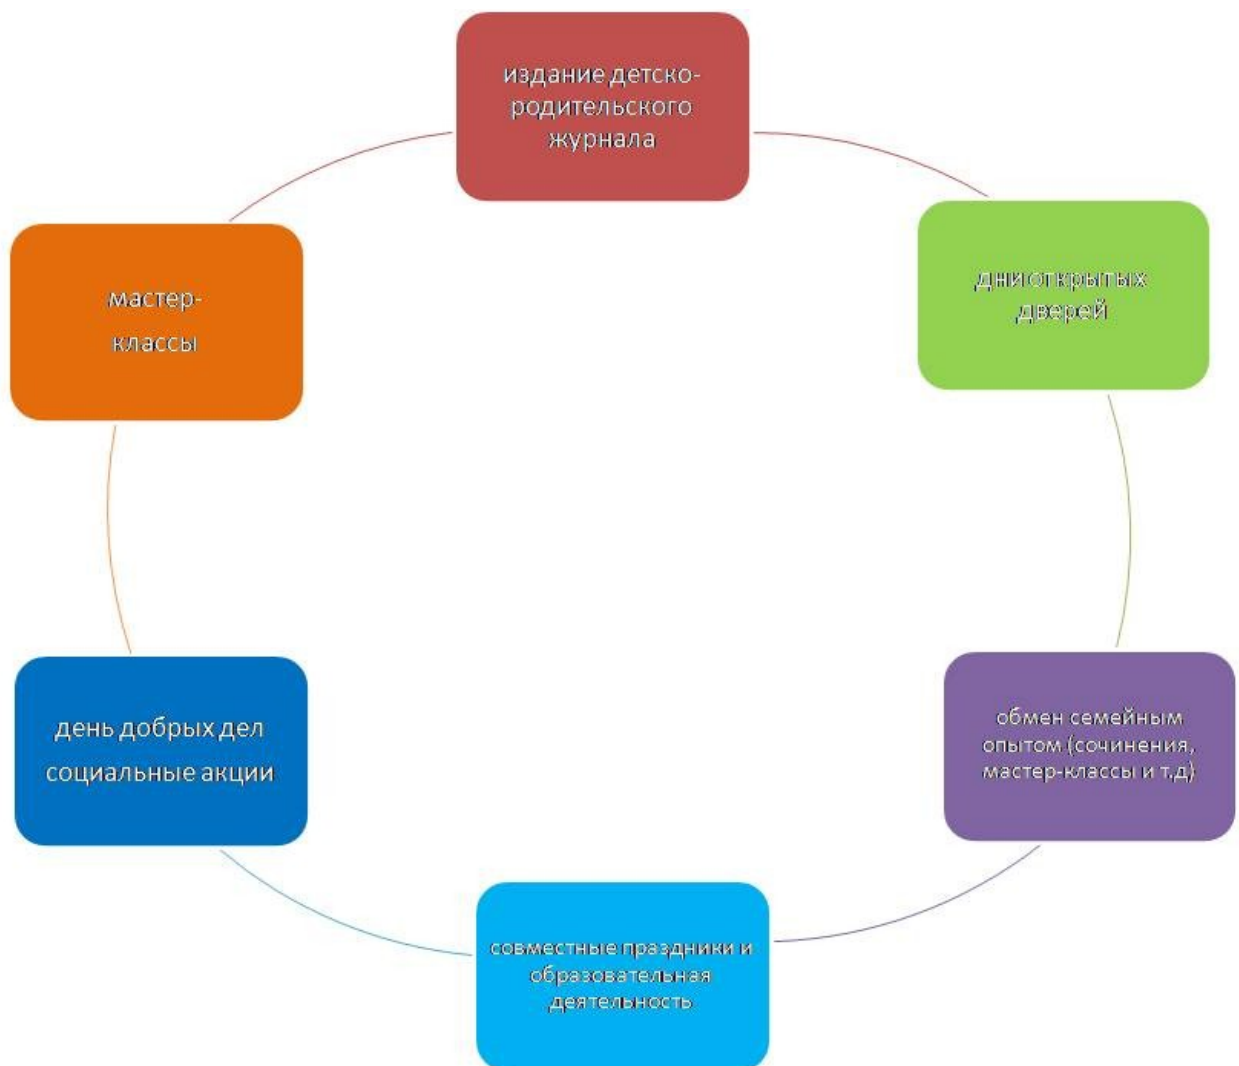 издание детско-
родительского
журнала
дни открытых
дверей
обмен семейным
опытом (сочинения,
мастер-классы и т.д)
совместные праздники и
образовательная
деятельность
день добрых дел
социальные акции
мастер-
классы